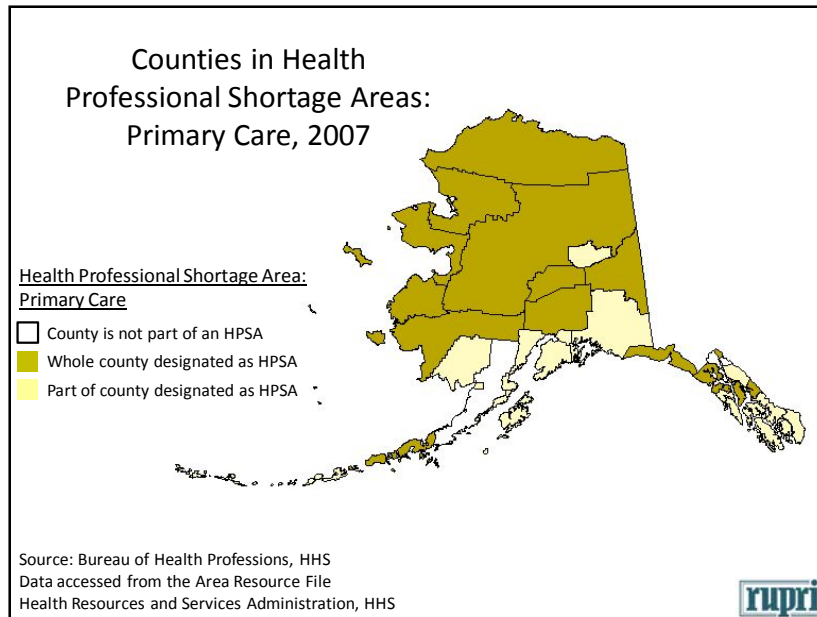 Counties in Health
Professional Shortage Areas:
Primary Care, 2007
Health Professional Shortage Area:
Primary Care
County is not part of an HPSA
Whole county designated as HPSA
Part of county designated as HPSA
Source: Bureau of Health Professions, HHS
Data accessed from the Area Resource File
Health Resources and Services Administration, HHS
rupri